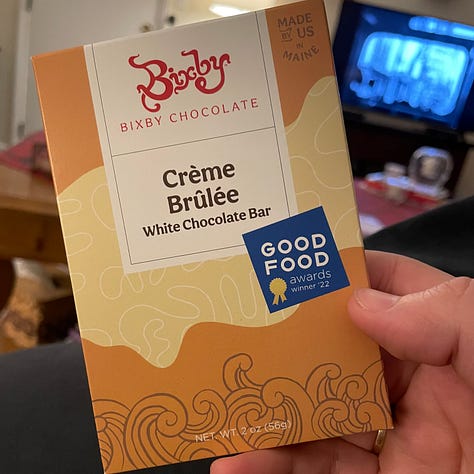 Bixby
BIXBY CHOCOLATE
MADE
BY US
IN
MAINE
Crème
Brûlée
White Chocolate Bar
GOOD
FOOD
awards
winner '22
NET. WT. 2 oz (56g)